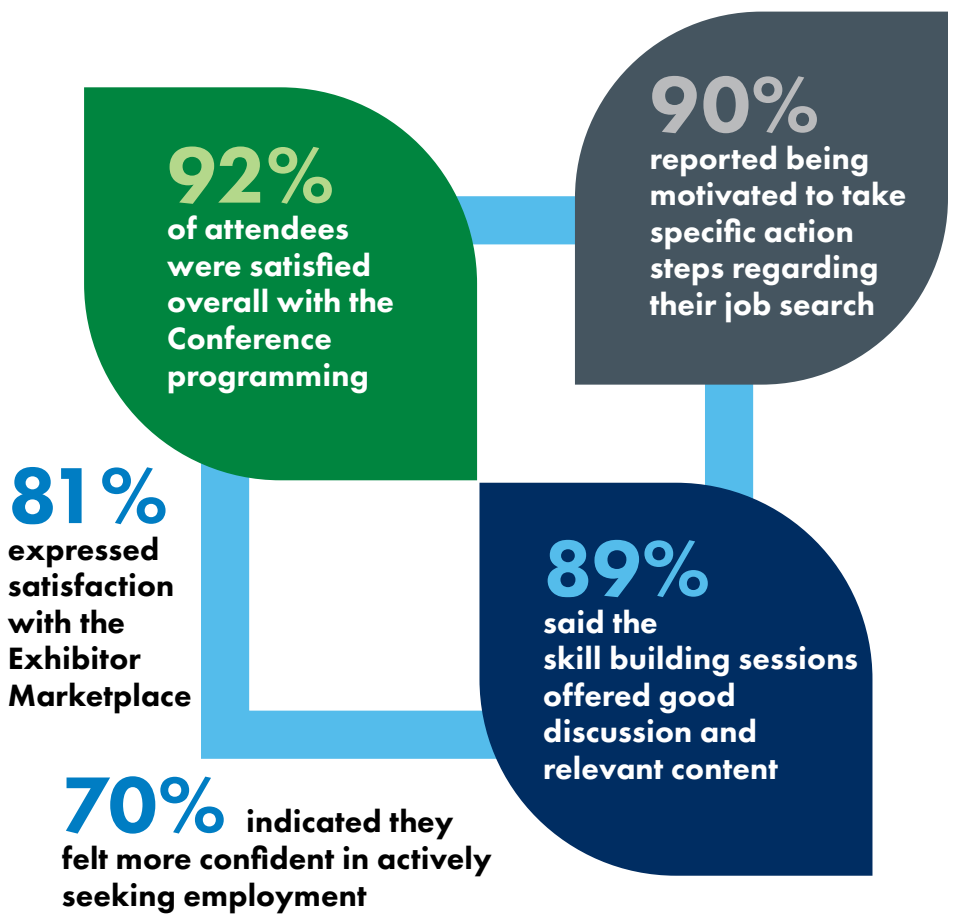 92%
of attendees
were satisfied
overall with the
Conference
programming
90%
reported being
motivated to take
specific action
steps regarding
their job search
81%
expressed
satisfaction
with the
Exhibitor
Marketplace
89%
said the
skill building sessions
offered good
discussion and
relevant content
70% indicated they
felt more confident in actively
seeking employment